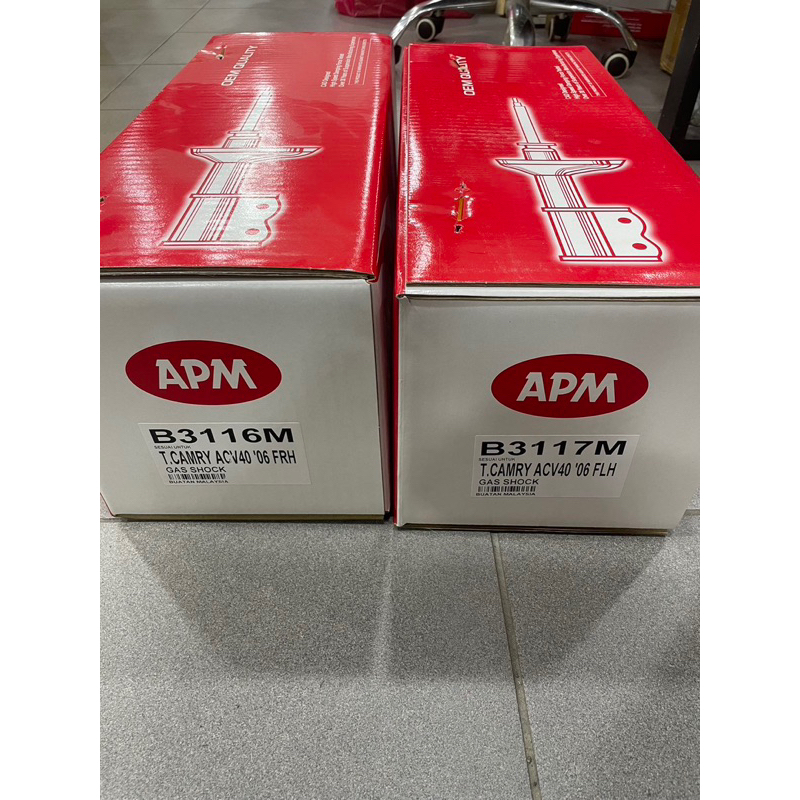 OEM QUALITY
APM
B3116M
SESUAI UNTUK
T.CAMRY ACV40 '06 FRH
GAS SHOCK
BUATAN MALAYSIA
OEM QUALITY
APM
B3117M
SESUAI UNTUK
T.CAMRY ACV40 '06 FLH
GAS SHOCK
BUATAN MALAYSIA